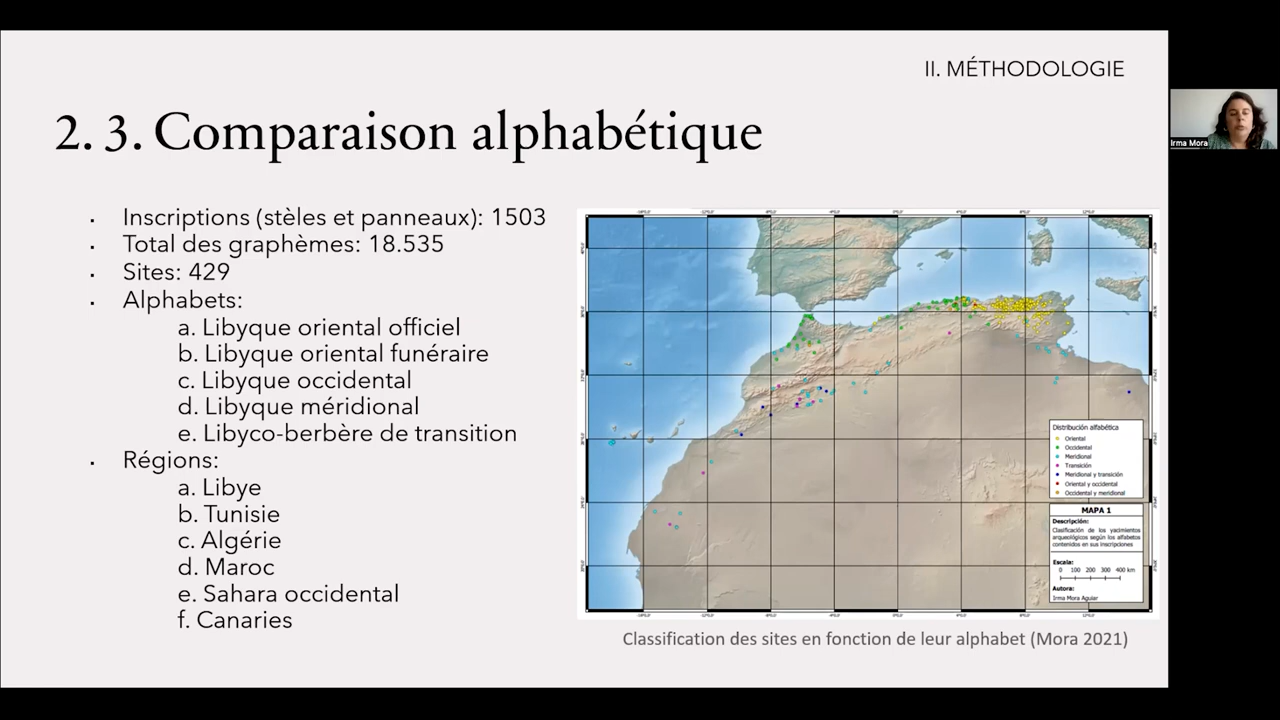 II. MÉTHODOLOGIE
2. 3. Comparaison alphabétique
Irma Mora
▪ Inscriptions (stèles et panneaux): 1503
▪ Total des graphèmes: 18.535
▪ Sites: 429
▪ Alphabets:
a. Libyque oriental officiel
b. Libyque oriental funéraire
c. Libyque occidental
d. Libyque méridional
e. Libyco-berbère de transition
▪ Régions:
a. Libye
b. Tunisie
c. Algérie
d. Maroc
e. Sahara occidental
f. Canaries
Distribución alfabética
Oriental
Occidental
Meridional
Transición
Meridional y transición
Oriental y occidental
Occidental y meridional
MAPA 1
Descripción:
Clasificación de los yacimientos
arqueológicos según los alfabetos
contenidos en sus inscripciones
Escala:
0 100 200 300 400 km
Autora:
Irma Mora Aguiar
Classification des sites en fonction de leur alphabet (Mora 2021)